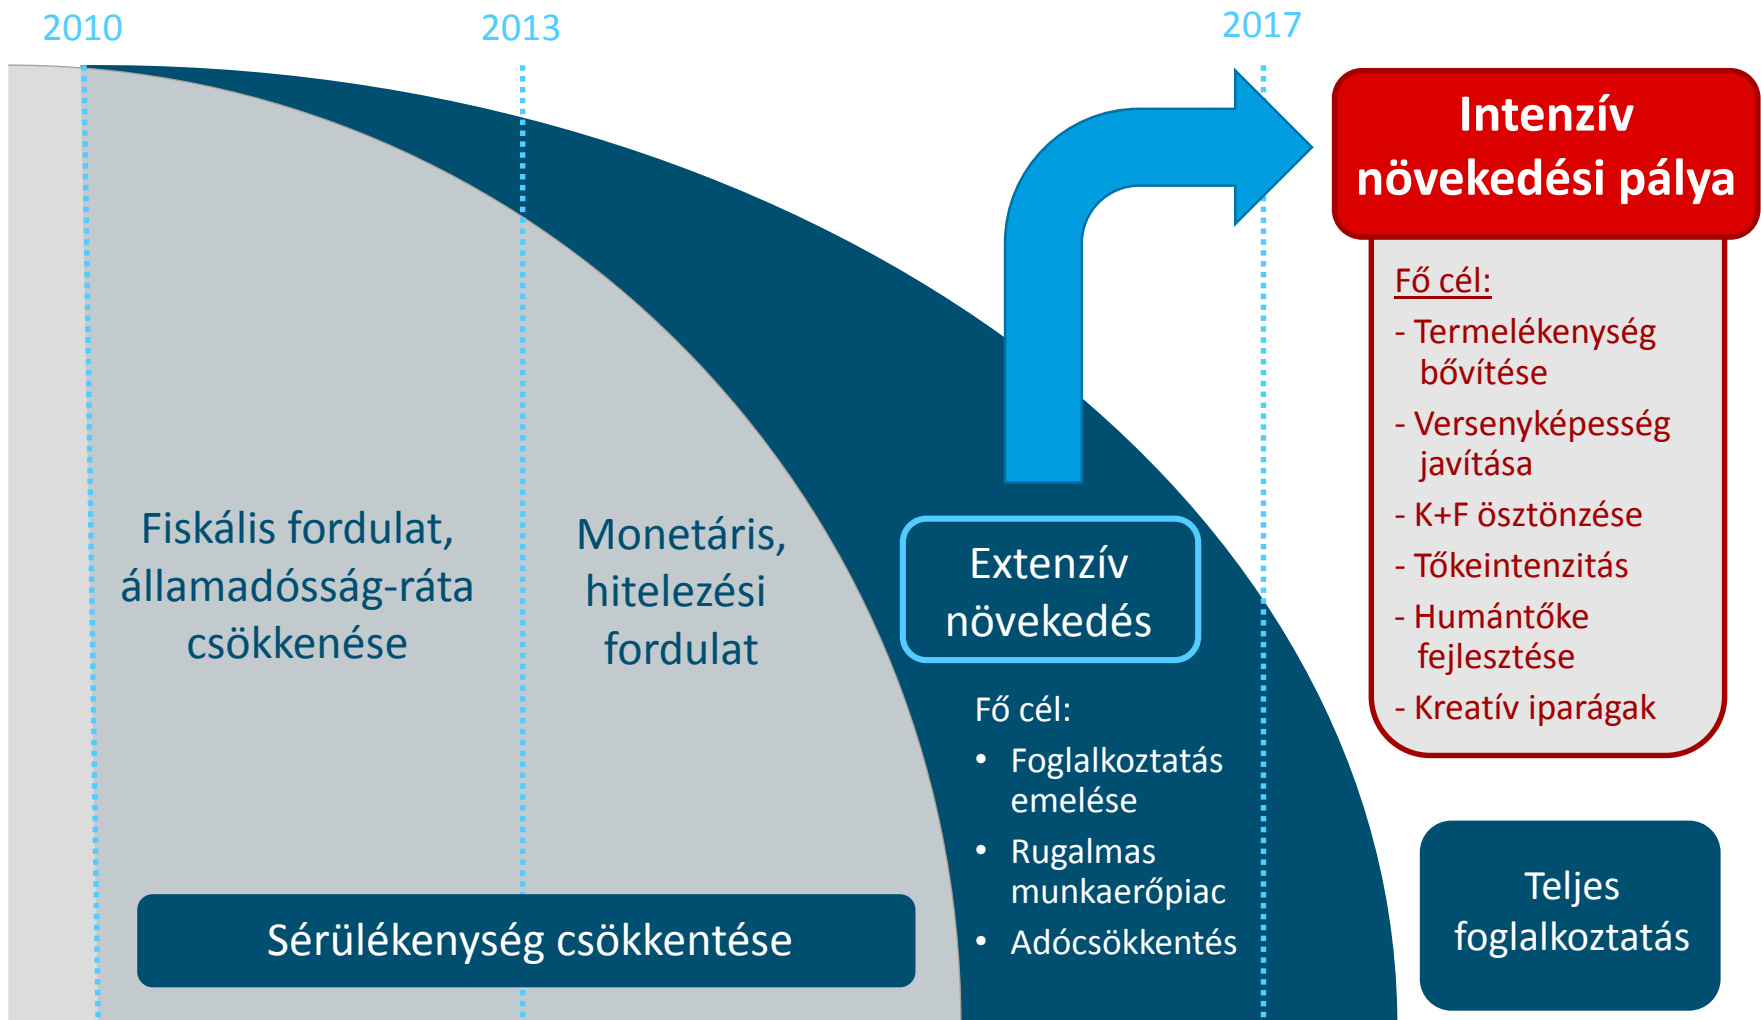 2010
2013
2017
Fiskális fordulat,
államadósság-ráta
csökkenése
Monetáris,
hitelezési
fordulat
Sérülékenység csökkentése
Extenzív
növekedés
Fő cél:
• Foglalkoztatás
emelése
• Rugalmas
munkaerőpiac
• Adócsökkentés
Intenzív
növekedési pálya
Fő cél:
- Termelékenység
bővítése
- Versenyképesség
javítása
- K+F ösztönzése
- Tőkeintenzitás
- Humántőke
fejlesztése
- Kreatív iparágak
Teljes
foglalkoztatás